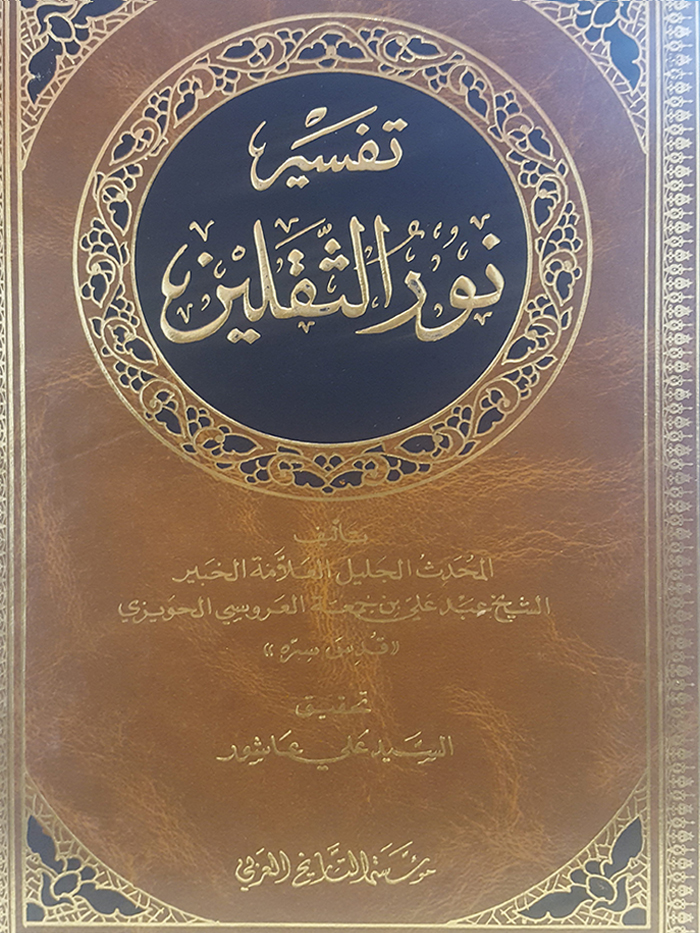 تفسير
نور الثقلين
تأليف
المحدث الجليل العلامة الخبير
الشيخ عبد علي بن جمعة العروسي الحويزي
«قدس سره»
تحقيق
السيد علي عاشور
مؤسسة التاريخ العربي